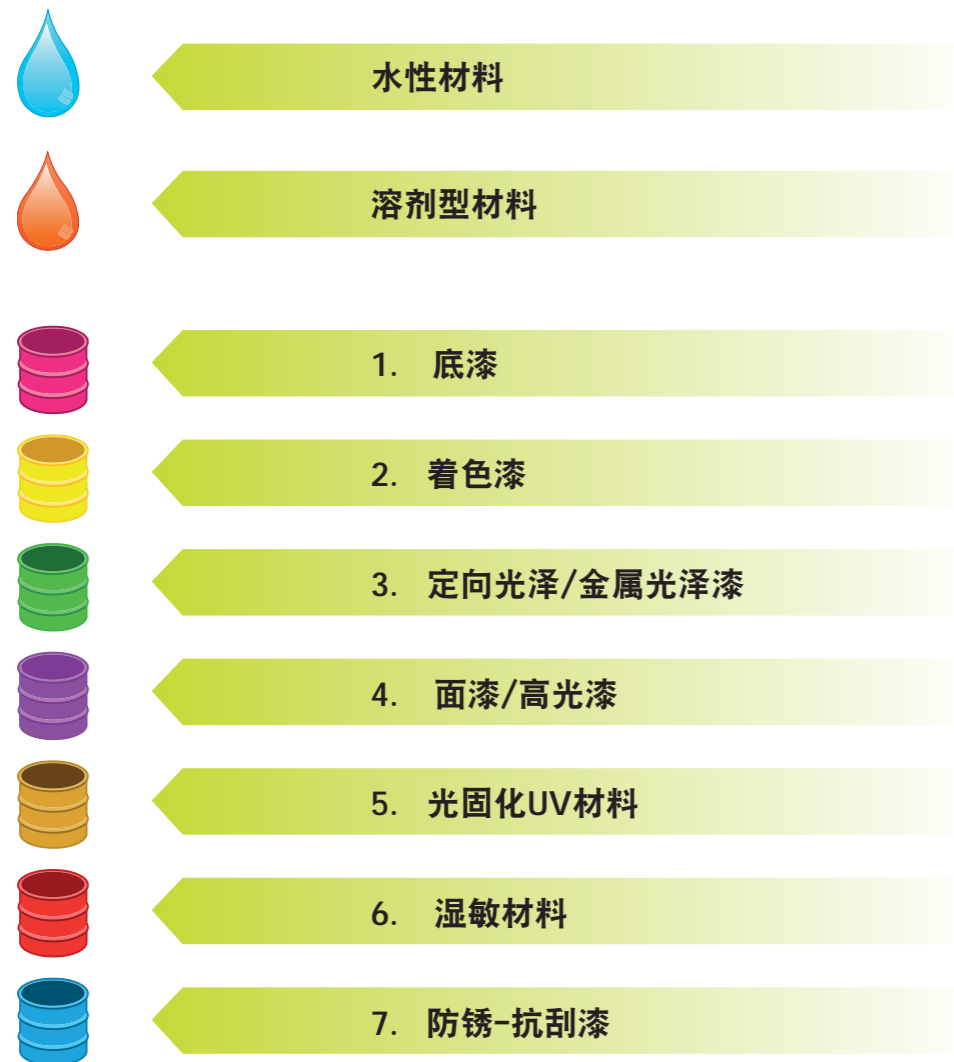 水性材料
溶剂型材料
1. 底漆
2. 着色漆
3. 定向光泽/金属光泽漆
4. 面漆/高光漆
5. 光固化UV材料
6. 湿敏材料
7. 防锈-抗刮漆